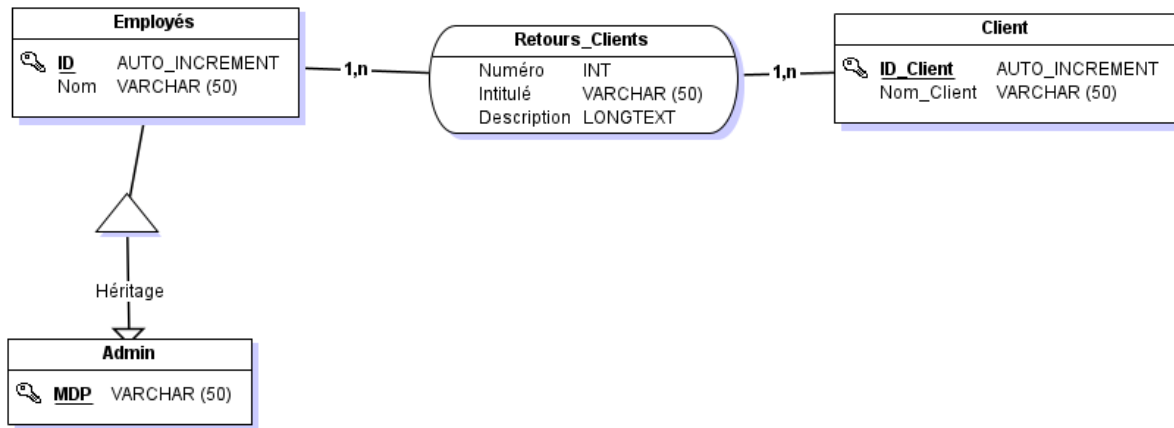 Employés
ID AUTO_INCREMENT
Nom VARCHAR (50)
1,n
Retours_Clients
Numéro INT
Intitulé VARCHAR (50)
Description LONGTEXT
1,n
Client
ID_Client AUTO_INCREMENT
Nom_Client VARCHAR (50)
Héritage
Admin
MDP VARCHAR (50)